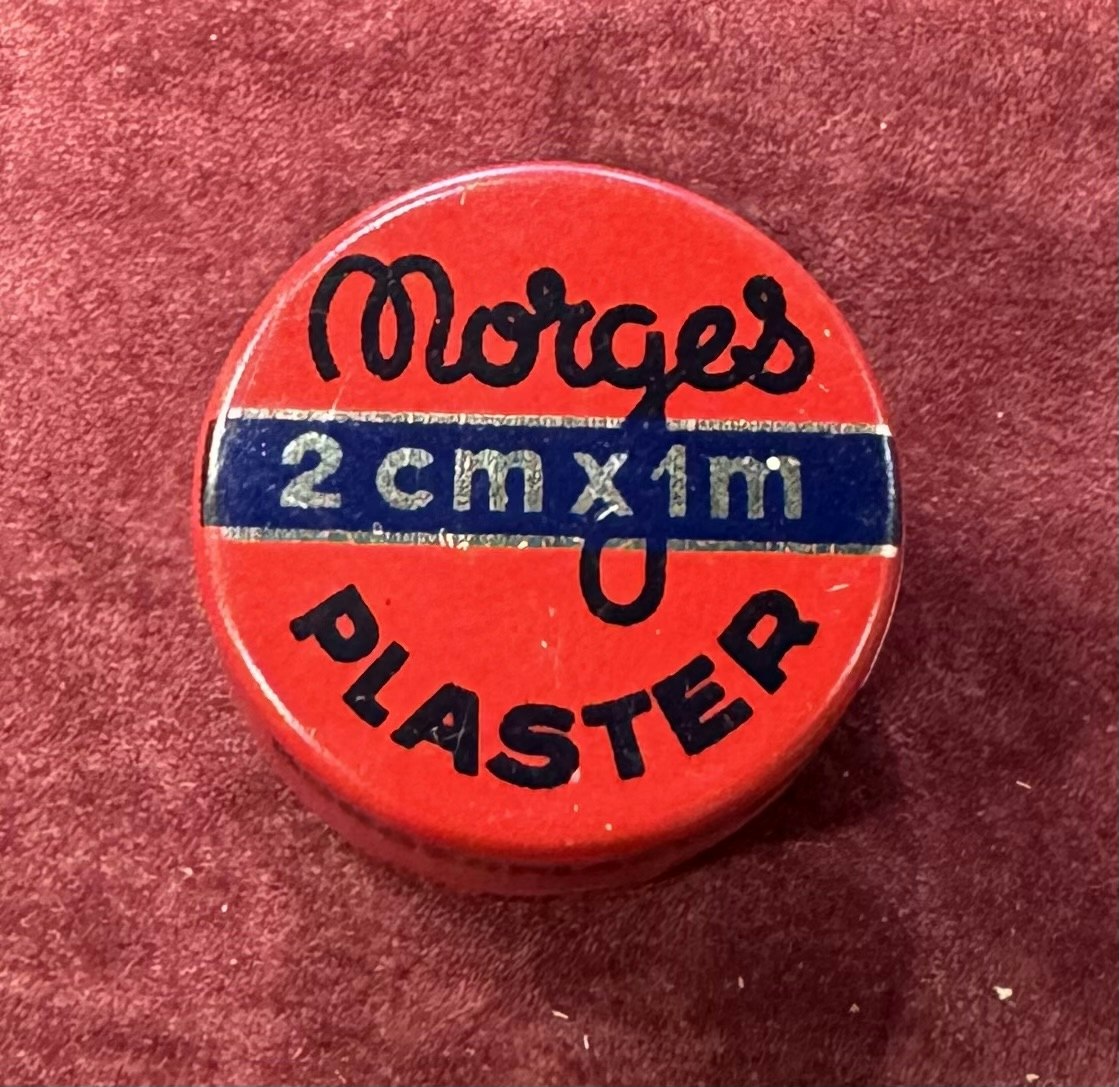 Morges
2 cm x 1 m
PLASTER